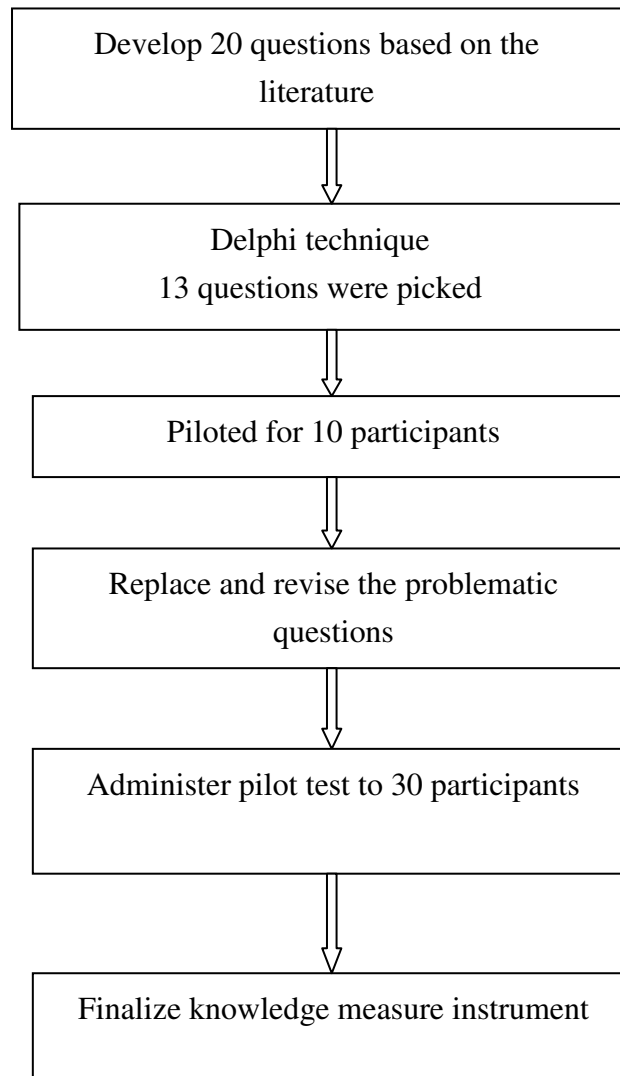 Develop 20 questions based on the
literature
Delphi technique
13 questions were picked
Piloted for 10 participants
Replace and revise the problematic
questions
Administer pilot test to 30 participants
Finalize knowledge measure instrument